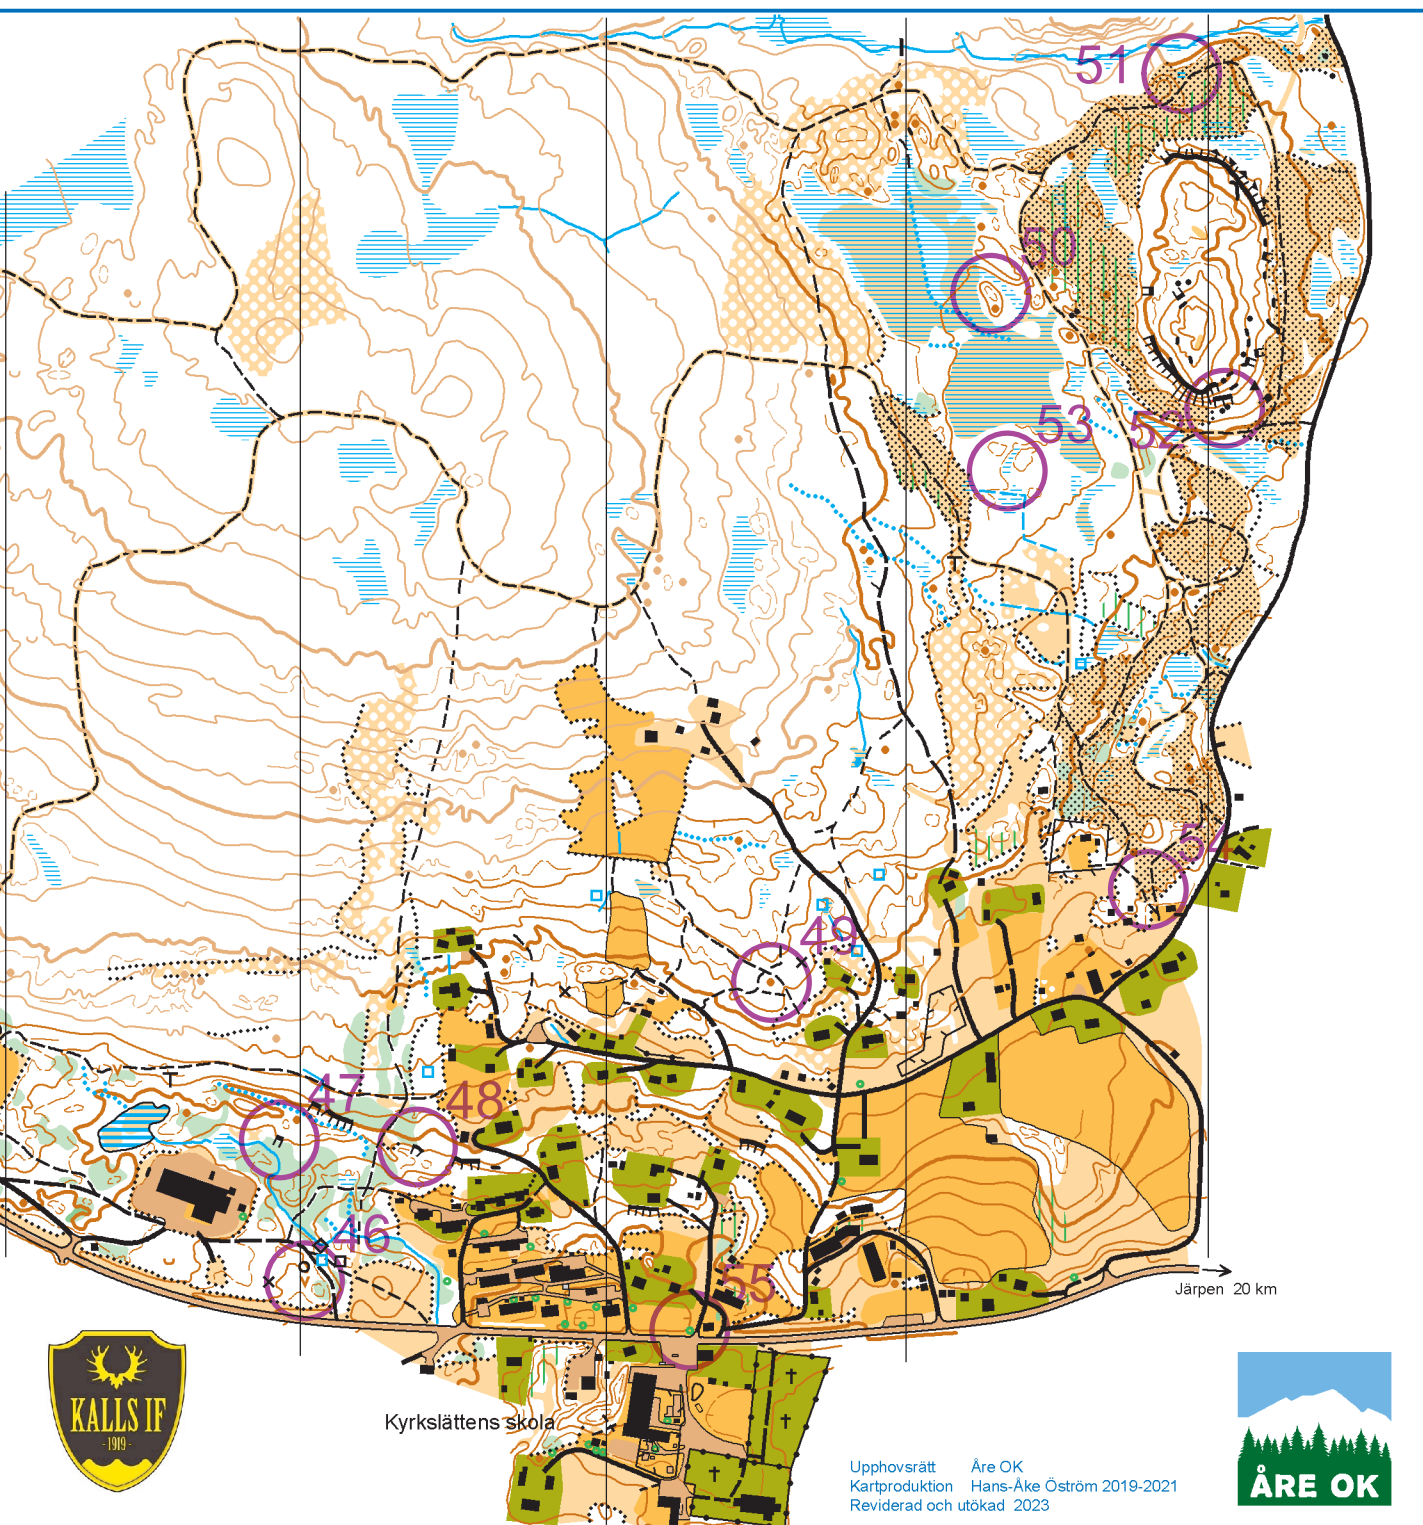 51
50
53
52
54
49
47
48
46
55
Järpen 20 km
KALLS IF
- 1919 -
Kyrkslättens skola
Upphovsrätt Åre OK
Kartproduktion Hans-Åke Öström 2019-2021
Reviderad och utökad 2023
ÅRE OK